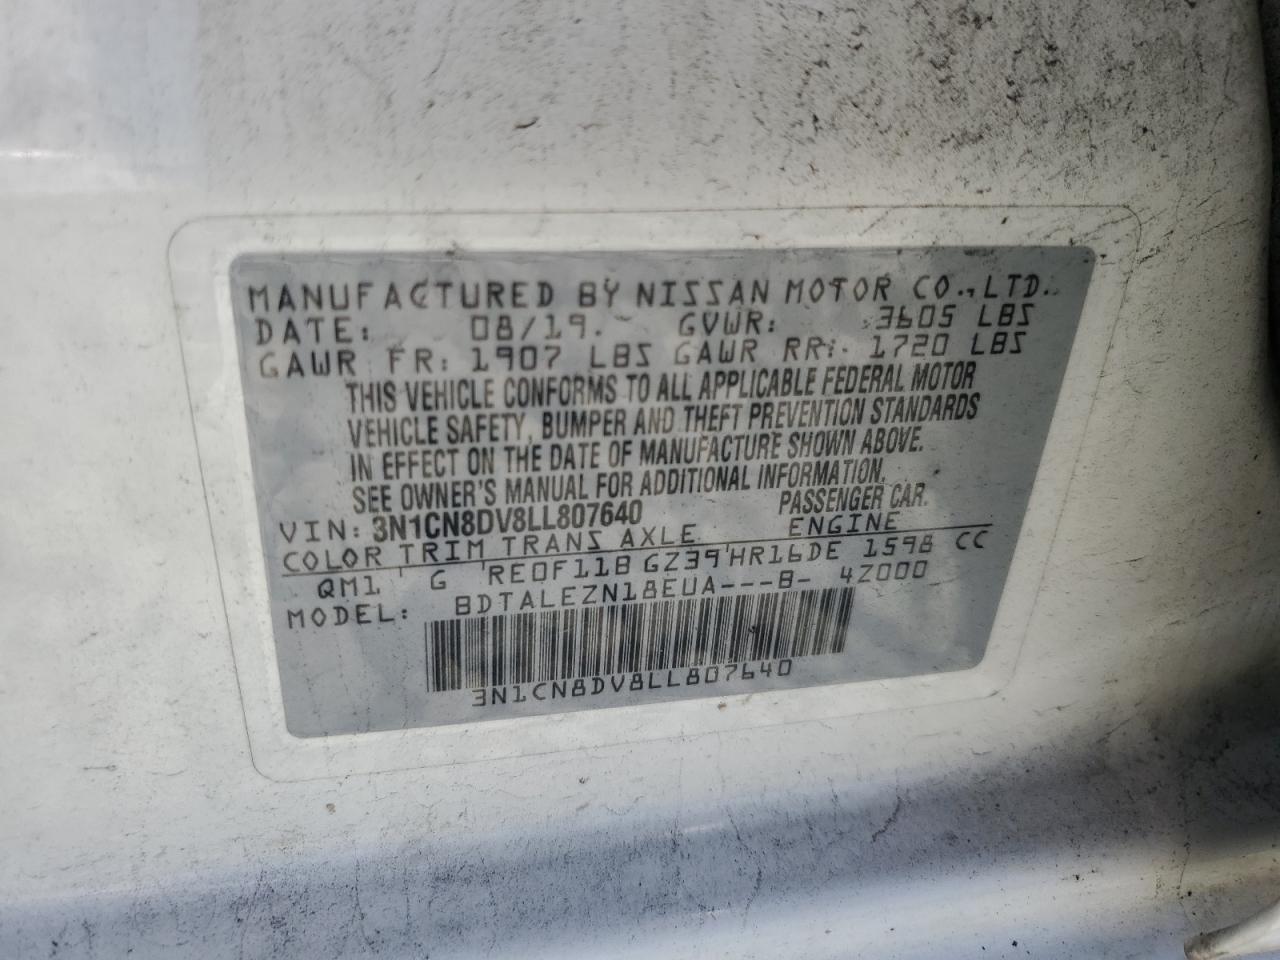 MANUFACTURED BY NISSAN MOTOR CO., LTD.
DATE: 08/19. GVWR: 3605 LBS
GAWR FR: 1907 LBS GAWR RR: 1720 LBS
THIS VEHICLE CONFORMS TO ALL APPLICABLE FEDERAL MOTOR
VEHICLE SAFETY, BUMPER AND THEFT PREVENTION STANDARDS
IN EFFECT ON THE DATE OF MANUFACTURE SHOWN ABOVE.
SEE OWNER'S MANUAL FOR ADDITIONAL INFORMATION.
VIN: 3N1CN8DV8LL807640 PASSENGER CAR.
COLOR TRIM TRANS AXLE ENGINE
QM1 G RE0F11B GZ39 HR16DE 1598 CC
MODEL: BDTALEZN18EUA---B- 4Z000
3N1CN8DV8LL807640